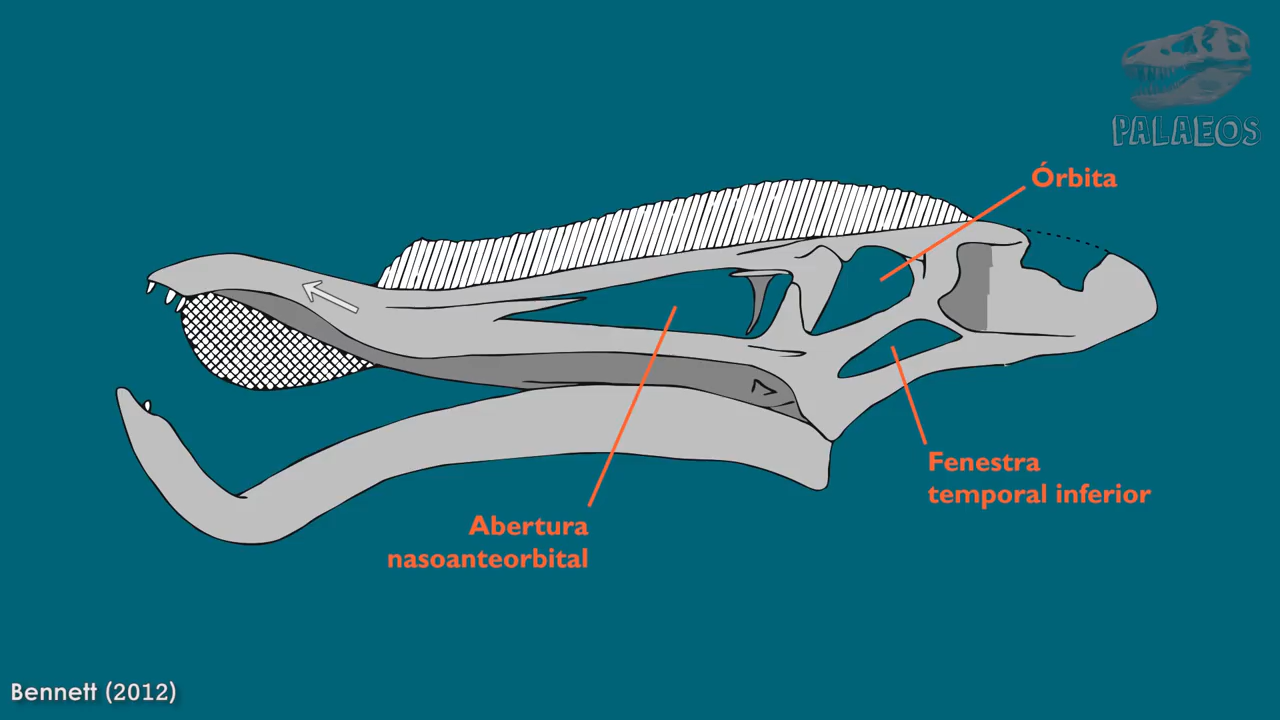 PALAEOS
Órbita
Fenestra
temporal inferior
Abertura
nasoanteorbital
Bennett (2012)